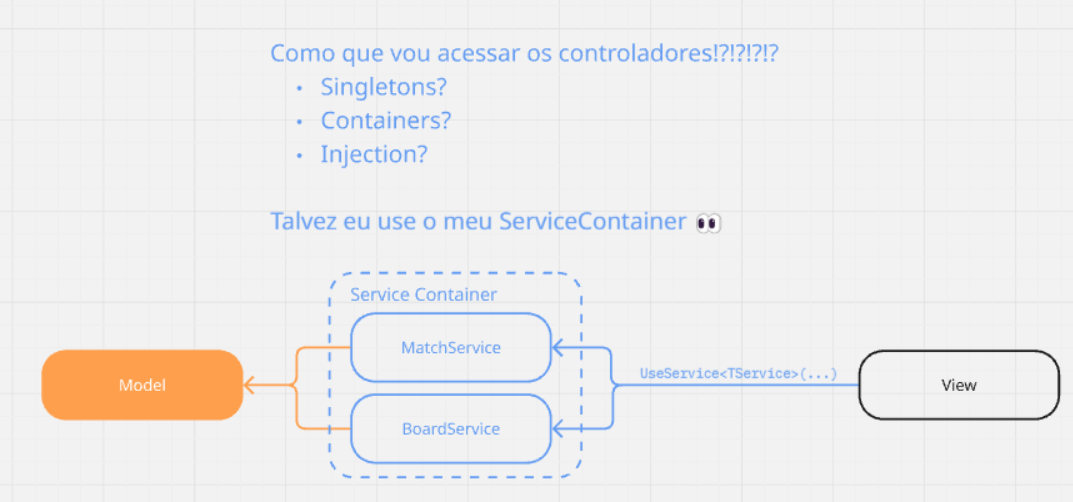 Como que vou acessar os controladores!?!?!?!?
• Singletons?
• Containers?
• Injection?
Talvez eu use o meu ServiceContainer 👀
Service Container
MatchService
UseService<TService>(...)
Model
View
BoardService